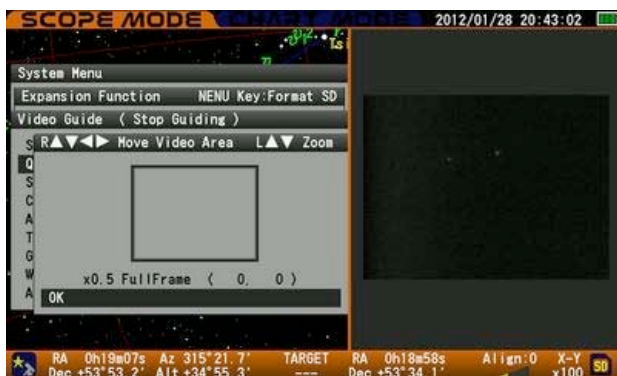 SCOPE MODE CHART MODE 2012/01/28 20:43:02
System Menu
Expansion Function NENU Key:Format SD
Video Guide ( Stop Guiding )
S R▲▼◀▶ Move Video Area L▲▼ Zoom
Q
S
C
A
T
G
W
x0.5 FullFrame ( 0, 0 )
A
OK
RA 0h19m07s Az 315°21.7' TARGET RA 0h18m58s Align:0 X-Y
Dec +53°53.2' Alt +34°55.3' --- Dec +53°34.1' x100 SD